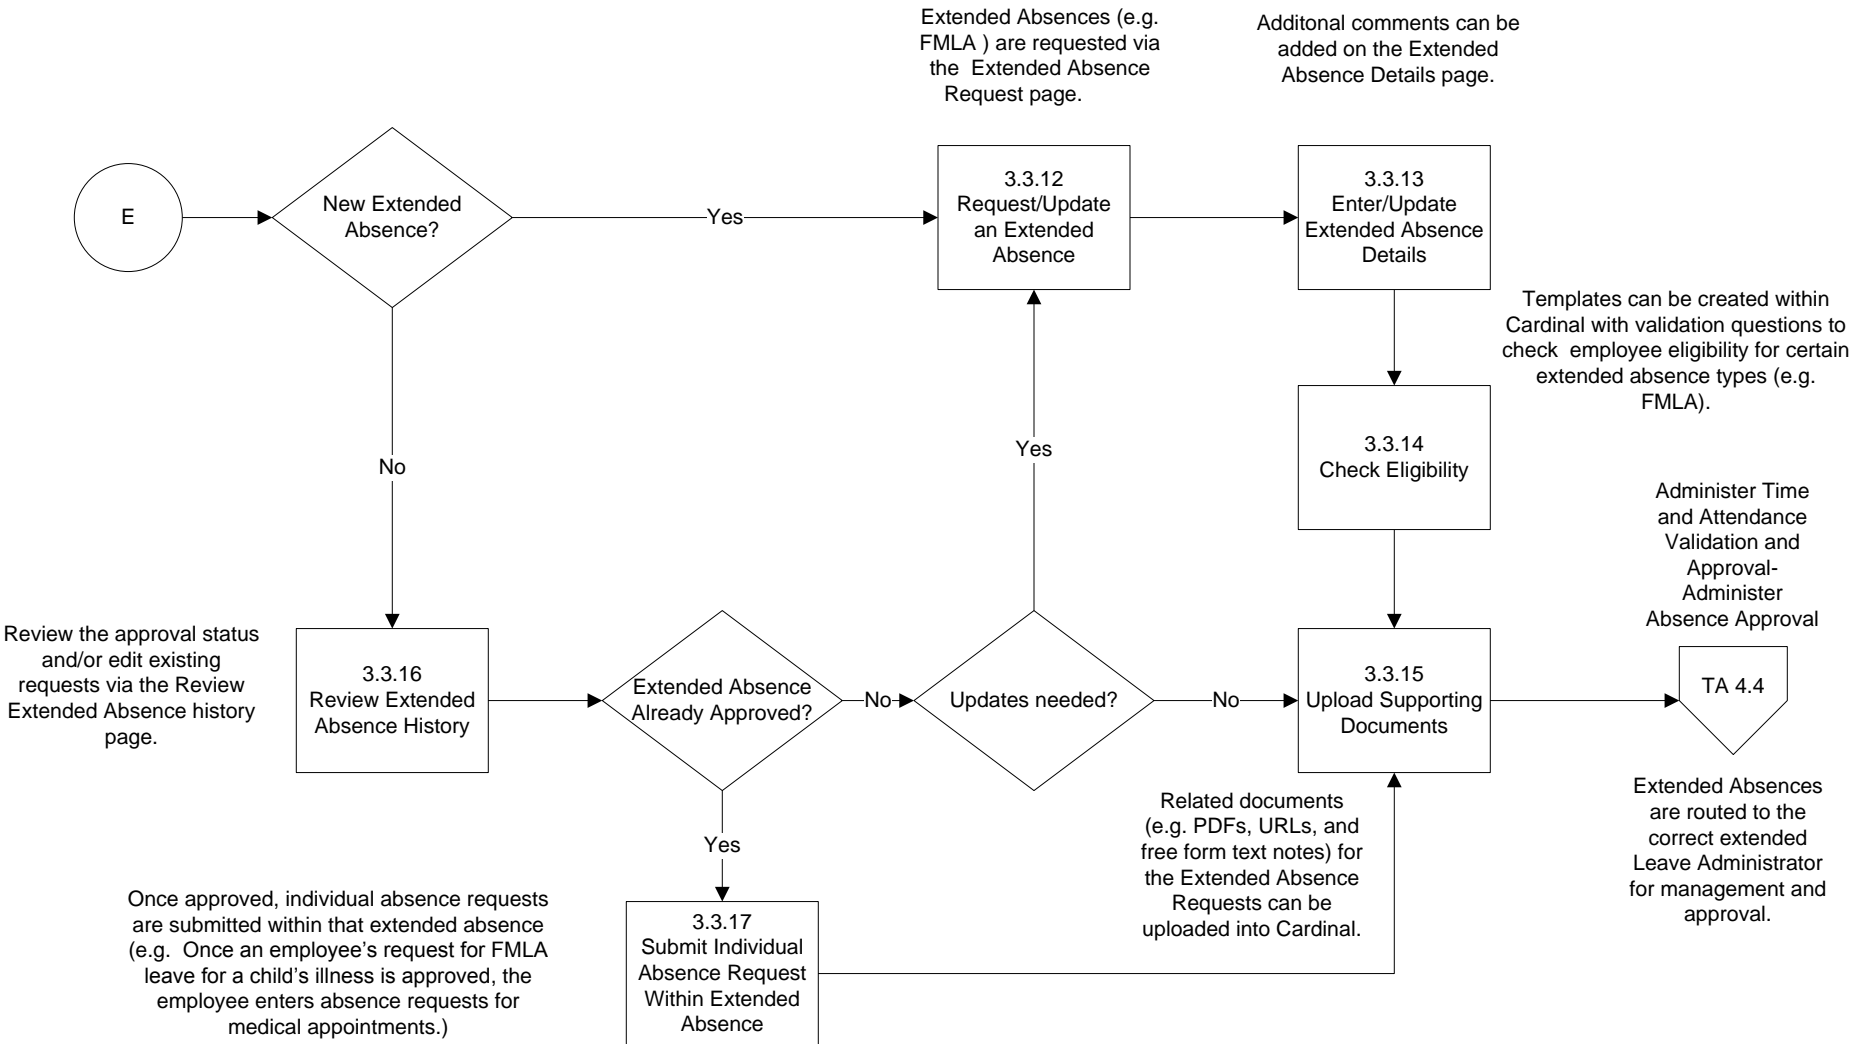 Extended Absences (e.g.
FMLA ) are requested via
the Extended Absence
Request page.
Additonal comments can be
added on the Extended
Absence Details page.
E
New Extended
Absence?
Yes
3.3.12
Request/Update
an Extended
Absence
3.3.13
Enter/Update
Extended Absence
Details
Templates can be created within
Cardinal with validation questions to
check employee eligibility for certain
extended absence types (e.g.
FMLA).
No
Yes
3.3.14
Check Eligibility
Administer Time
and Attendance
Validation and
Approval-
Administer
Absence Approval
Review the approval status
and/or edit existing
requests via the Review
Extended Absence history
page.
3.3.16
Review Extended
Absence History
Extended Absence
Already Approved?
No
Updates needed?
No
3.3.15
Upload Supporting
Documents
TA 4.4
Yes
Related documents
(e.g. PDFs, URLs, and
free form text notes) for
the Extended Absence
Requests can be
uploaded into Cardinal.
Extended Absences
are routed to the
correct extended
Leave Administrator
for management and
approval.
Once approved, individual absence requests
are submitted within that extended absence
(e.g. Once an employee’s request for FMLA
leave for a child’s illness is approved, the
employee enters absence requests for
medical appointments.)
3.3.17
Submit Individual
Absence Request
Within Extended
Absence